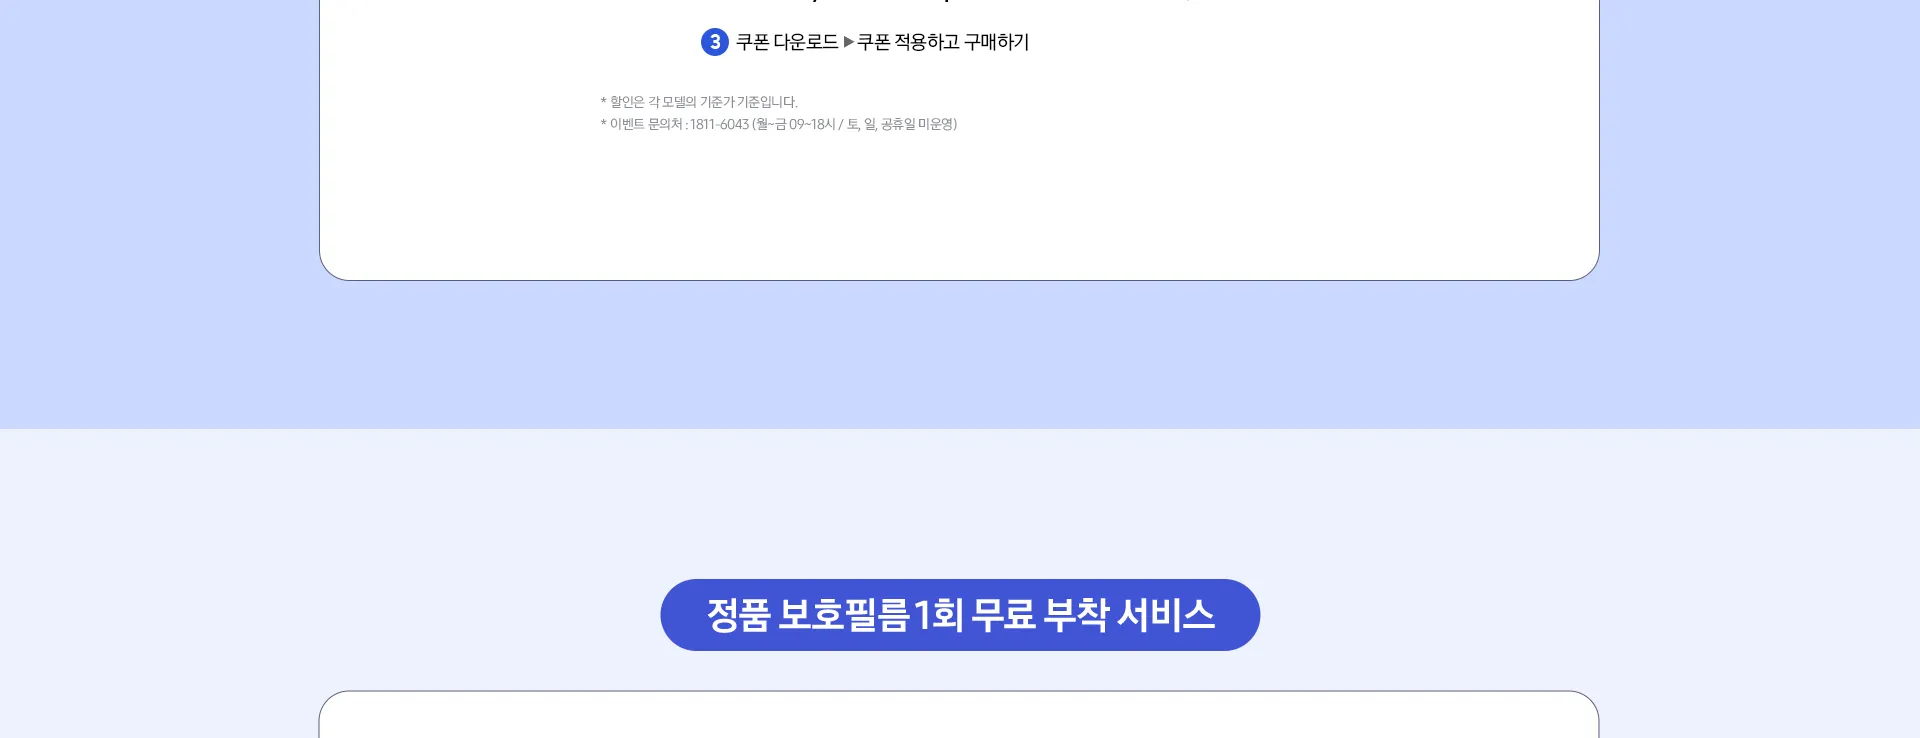 3 쿠폰 다운로드 ▶ 쿠폰 적용하고 구매하기
* 할인은 각 모델의 기준가 기준입니다.
* 이벤트 문의처 : 1811-6043 (월~금 09~18시 / 토, 일, 공휴일 미운영)
정품 보호필름 1회 무료 부착 서비스